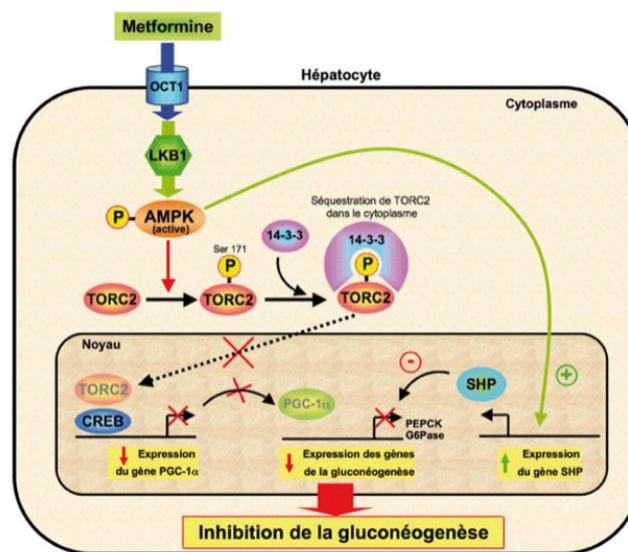 Metformine
Hépatocyte
OCT1
Cytoplasme
LKB1
Séquestration de TORC2
dans le cytoplasme
P
AMPK
(active)
14-3-3
14-3-3
Ser 171
P
P
TORC2
TORC2
TORC2
Noyau
TORC2
CREB
PGC-1α
PEPCK
G6Pase
-
SHP
+
Expression
du gène PGC-1α
Expression des gènes
de la gluconéogenèse
Expression
du gène SHP
Inhibition de la gluconéogenèse